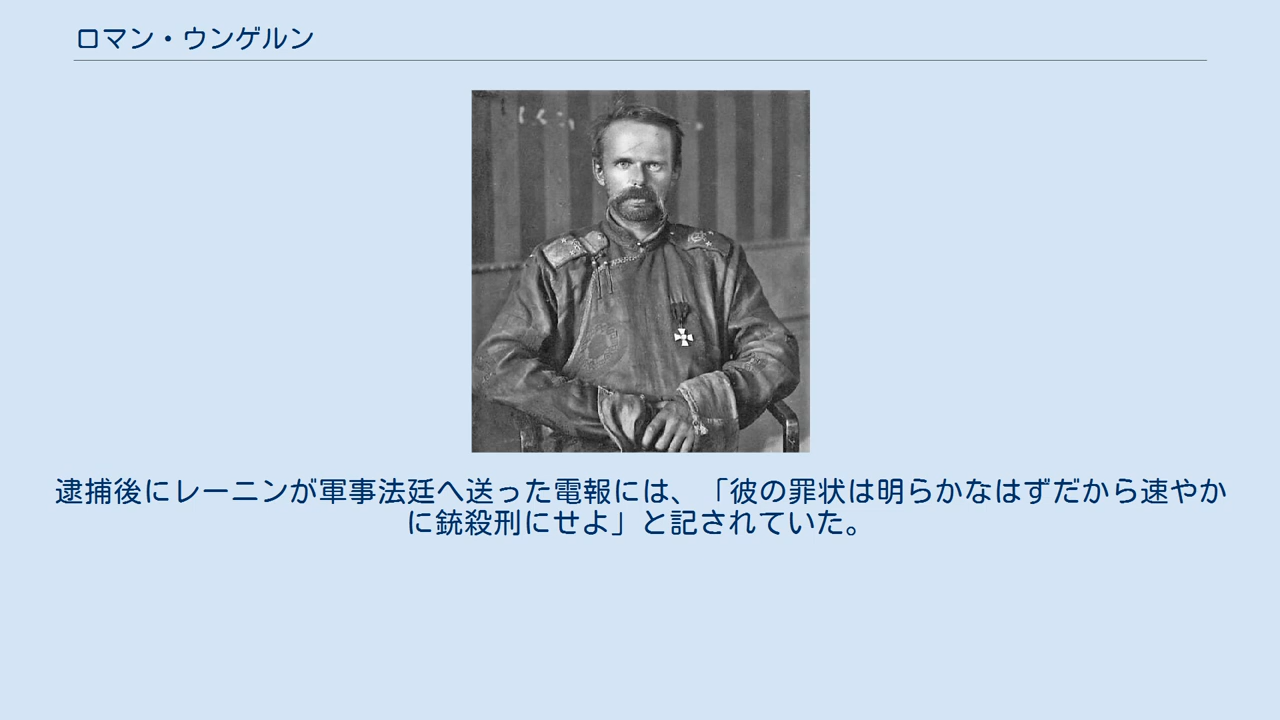 ロマン・ウンゲルン
逮捕後にレーニンが軍事法廷へ送った電報には、「彼の罪状は明らかなはずだから速やか
に銃殺刑にせよ」と記されていた。